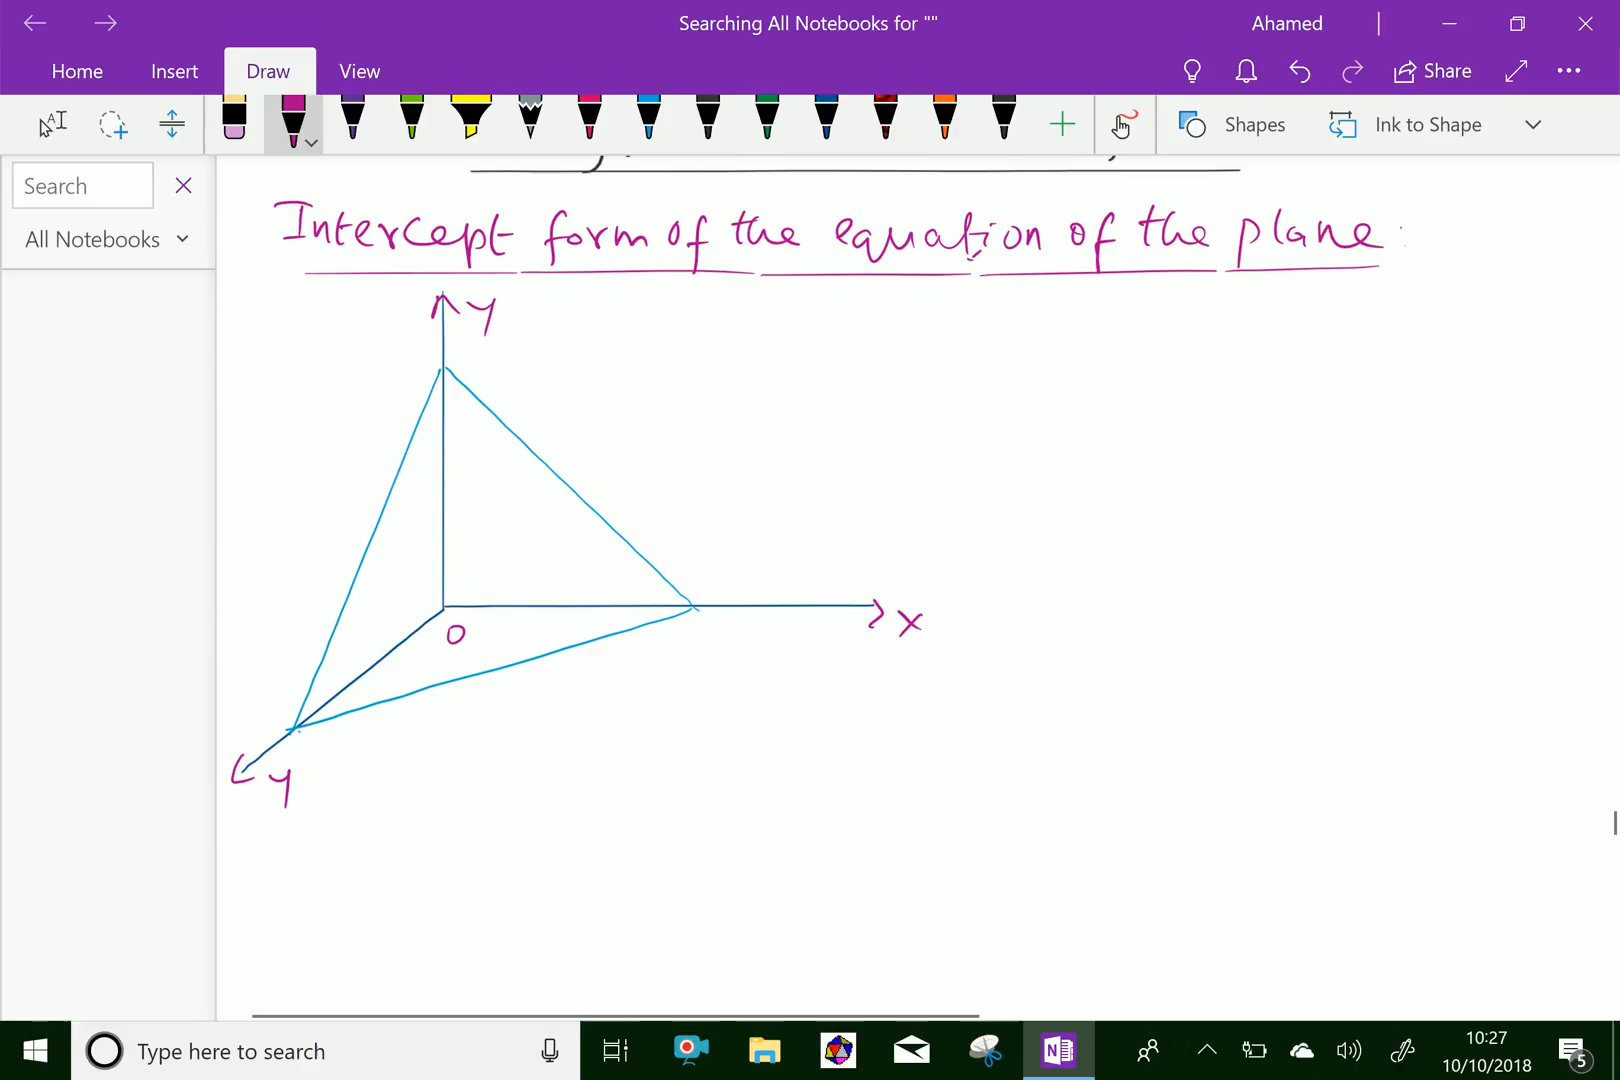 Searching All Notebooks for ""
Ahamed
Home Insert Draw View
Share
Shapes
Ink to Shape
Search
All Notebooks
Intercept form of the equation of the plane
Y
O
X
Y
Type here to search
10:27
10/10/2018
5